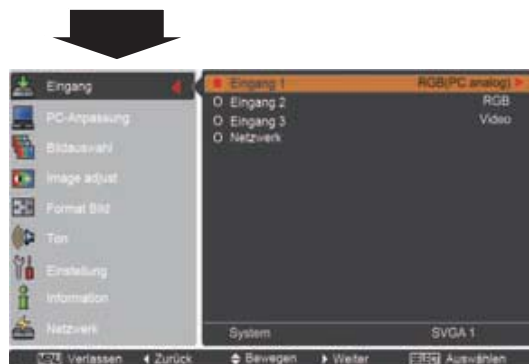 Eingang
PC-Anpassung
Bildauswahl
Image adjust
Format Bild
Ton
Einstellung
Information
Netzwerk
Eingang 1 RGB(PC analog)
Eingang 2 RGB
Eingang 3 Video
Netzwerk
System SVGA 1
MENU Verlassen Zurück Bewegen Weiter SELECT Auswählen